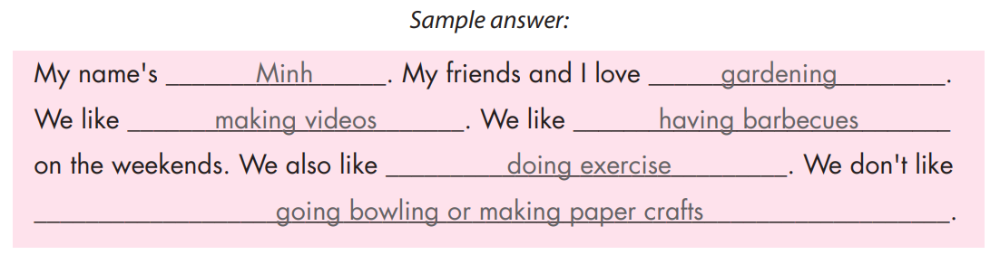 Sample answer:
My name's Minh. My friends and I love gardening.
We like making videos. We like having barbecues
on the weekends. We also like doing exercise. We don't like
going bowling or making paper crafts.